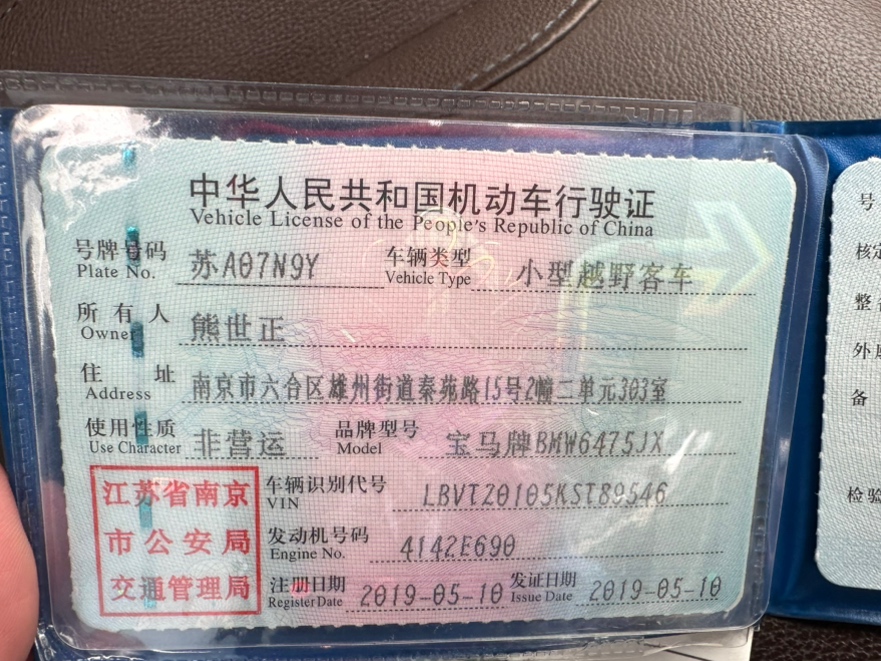 中华人民共和国机动车行驶证
Vehicle License of the People's Republic of China
号牌号码 苏A07N9Y 车辆类型 小型越野客车
Plate No. Vehicle Type
所有人 熊世正
Owner
住址 南京市六合区雄州街道秦苑路15号2幢二单元303室
Address
使用性质 非营运 品牌型号 宝马牌BMW6475JX
Use Character Model
江苏省南京
市公安局
交通管理局
车辆识别代号 LBVTZ0105KST89546
VIN
发动机号码 4142E690
Engine No.
注册日期 2019-05-10 发证日期 2019-05-10
Register Date Issue Date
号
核定
整备
外廓
备
检验